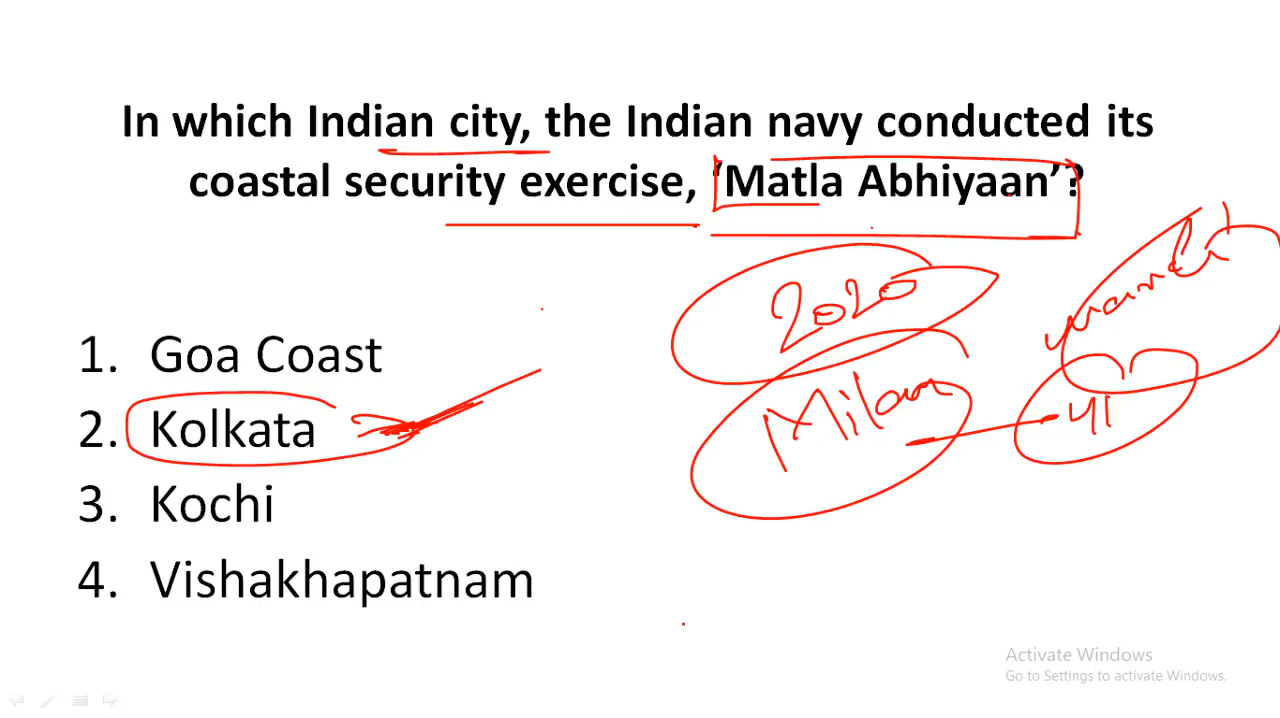 In which Indian city, the Indian navy conducted its
coastal security exercise, ‘Matla Abhiyaan’?
2020
1. Goa Coast
Milan
41
2. Kolkata
3. Kochi
4. Vishakhapatnam
Activate Windows
Go to Settings to activate Windows.